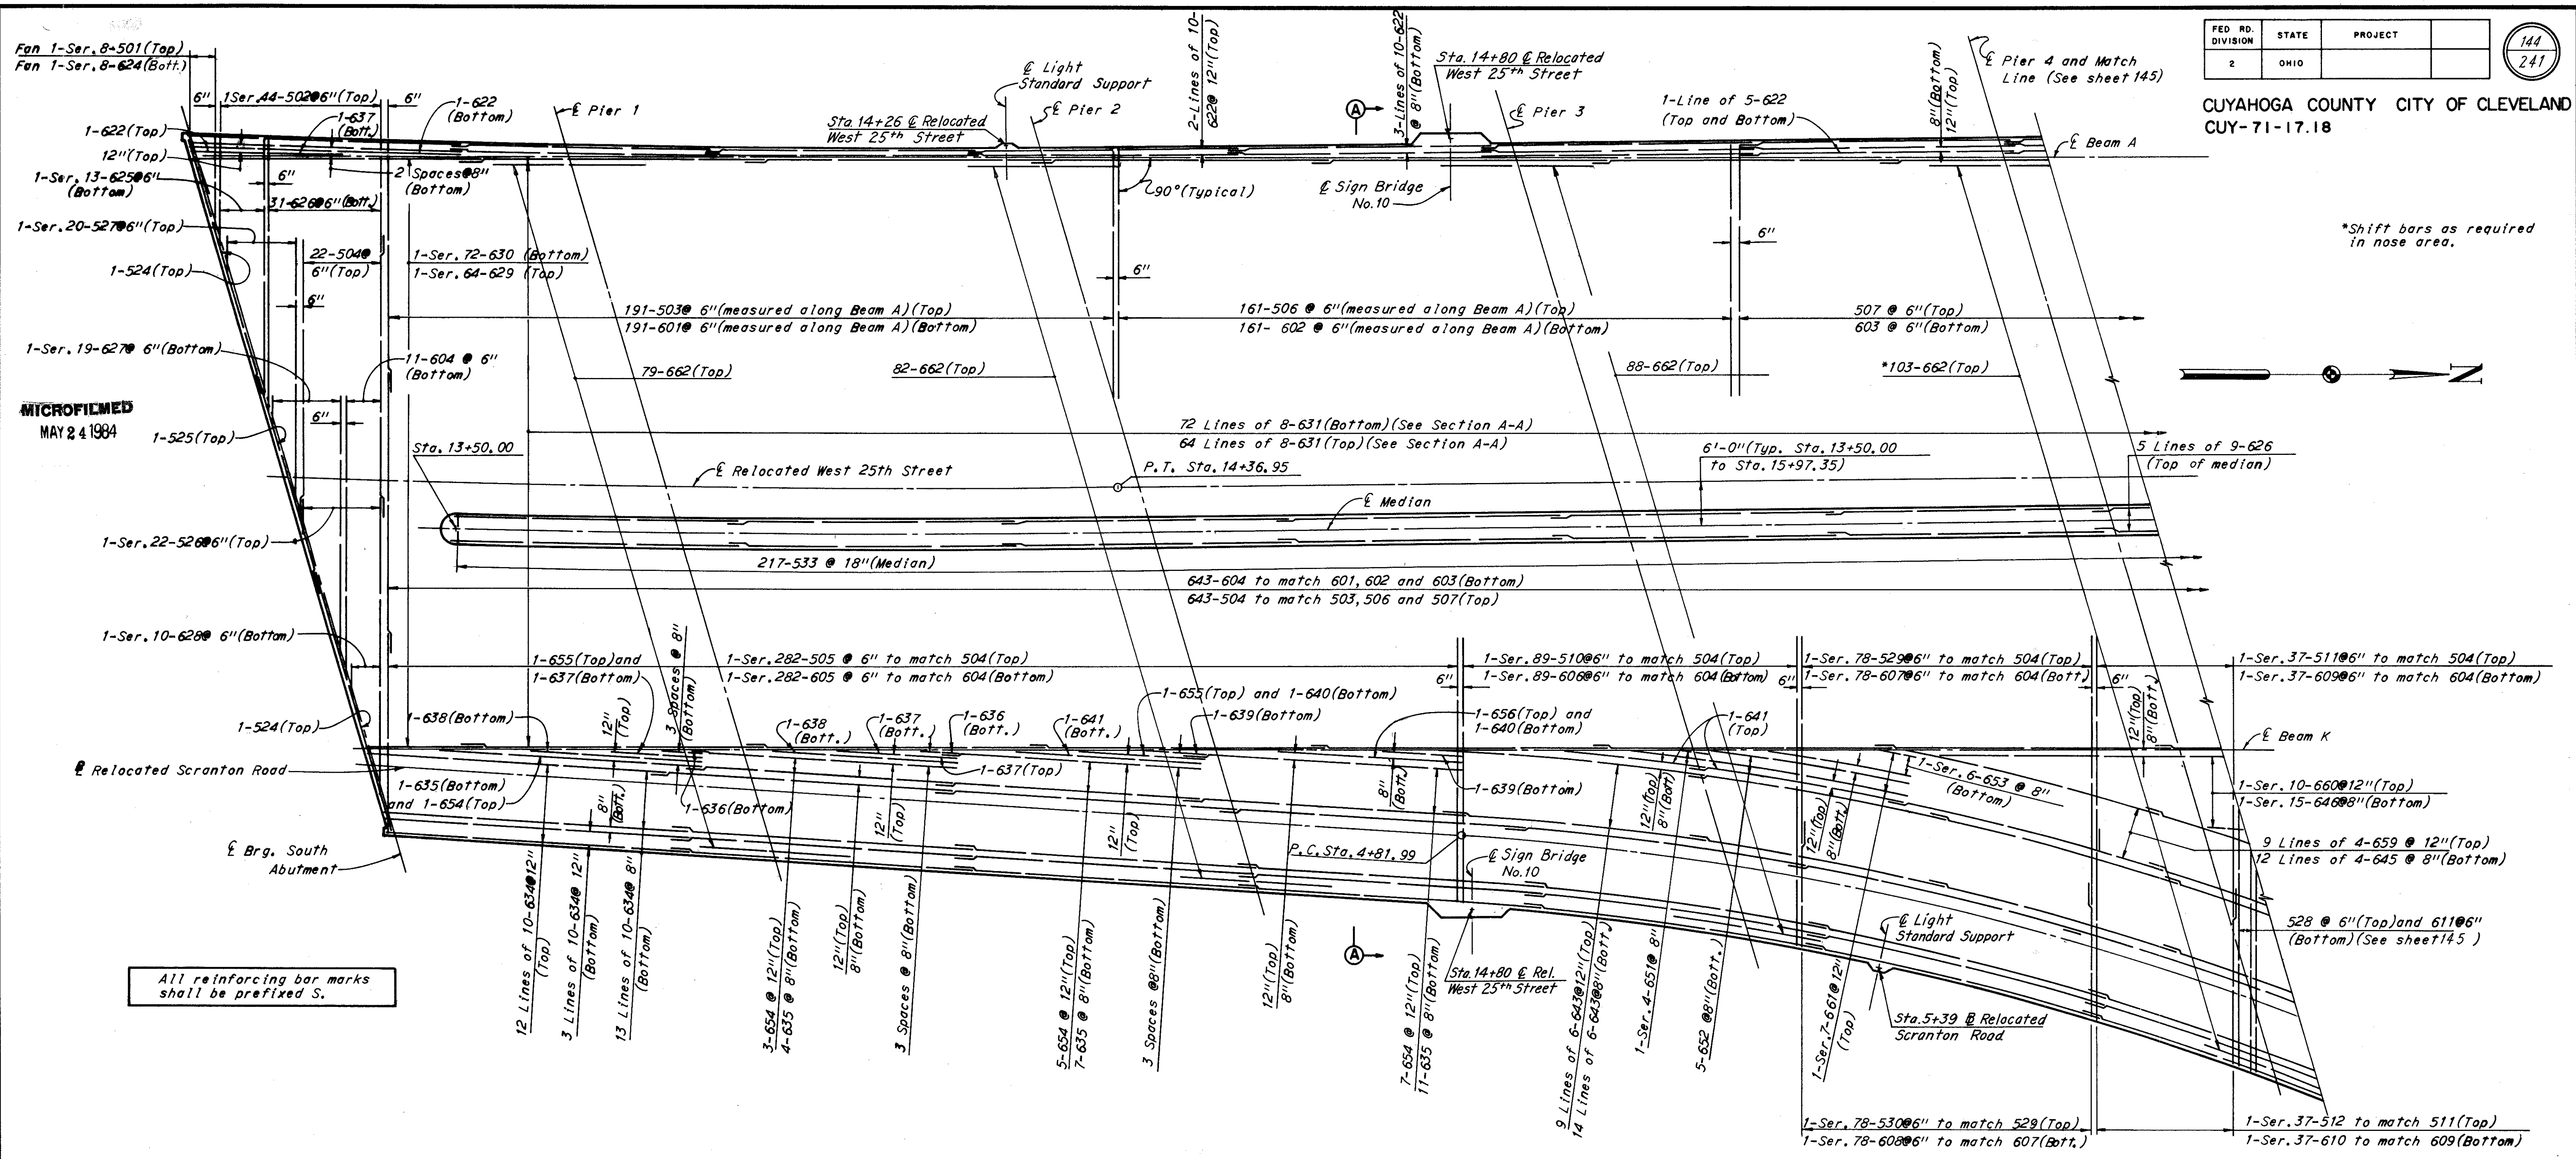 Fan 1-Ser. 8-501(Top)
Fan 1-Ser. 8-624(Bott.)
6" 1Ser.44-502@6"(Top) 6"
1-622
(Bottom)
1-637
(Bott.)
1-622(Top)
12"(Top)
1-Ser. 13-625@6"
(Bottom)
6"
2 Spaces@8"
(Bottom)
31-626@6"(Bott.)
1-Ser.20-527@6"(Top)
22-504@
6"(Top)
1-Ser. 72-630 (Bottom)
1-Ser. 64-629 (Top)
1-524(Top)
6"
1-Ser. 19-627@ 6"(Bottom)
11-604 @ 6"
(Bottom)
6"
MICROFILMED
MAY 24 1984
1-525(Top)
Sta. 13+50.00
1-Ser.22-526@6"(Top)
1-Ser. 10-628@ 6"(Bottom)
1-524(Top)
℄ Pier 1
℄ Light
Standard Support
℄ Pier 2
Sta. 14+26 ℄ Relocated
West 25th Street
2-Lines of 10-
622@ 12"(Top)
3-Lines of 10-622
@ 8"(Bottom)
A
Sta. 14+80 ℄ Relocated
West 25th Street
℄ Pier 3
1-Line of 5-622
(Top and Bottom)
8"(Bottom)
12"(Top)
℄ Pier 4 and Match
Line (See sheet 145)
℄ Beam A
FED RD. DIVISION STATE PROJECT
2 OHIO
144
241
CUYAHOGA COUNTY CITY OF CLEVELAND
CUY-71-17.18
*Shift bars as required
in nose area.
90°(Typical)
℄ Sign Bridge
No.10
6"
6"
191-503@ 6"(measured along Beam A)(Top)
191-601@ 6"(measured along Beam A)(Bottom)
161-506 @ 6"(measured along Beam A)(Top)
161- 602 @ 6"(measured along Beam A)(Bottom)
507 @ 6"(Top)
603 @ 6"(Bottom)
79-662(Top)
82-662(Top)
88-662(Top)
*103-662(Top)
N
72 Lines of 8-631(Bottom)(See Section A-A)
64 Lines of 8-631(Top)(See Section A-A)
6'-0"(Typ. Sta. 13+50.00
to Sta. 15+97.35)
5 Lines of 9-626
(Top of median)
℄ Relocated West 25th Street
P.T. Sta. 14+36.95
℄ Median
217-533 @ 18"(Median)
643-604 to match 601, 602 and 603(Bottom)
643-504 to match 503,506 and 507(Top)
1-655(Top)and
1-637(Bottom)
3 Spaces @ 8"
(Bottom)
1-Ser. 282-505 @ 6" to match 504(Top)
1-Ser. 282-605 @ 6" to match 604(Bottom)
6"
1-Ser. 89-510@6" to match 504(Top)
1-Ser. 89-606@6" to match 604(Bottom)
6"
1-Ser. 78-529@6" to match 504(Top)
1-Ser. 78-607@6" to match 604(Bott.)
6"
1-Ser.37-511@6" to match 504(Top)
1-Ser.37-609@6" to match 604(Bottom)
1-638(Bottom)
12"
(Top)
1-638
(Bott.)
1-637
(Bott.)
1-636
(Bott.)
1-641
(Bott.)
1-655(Top) and 1-640(Bottom)
1-639(Bottom)
1-656(Top) and
1-640(Bottom)
1-641
(Top)
12"(Top)
8"(Bott.)
℄ Beam K
℄ Relocated Scranton Road
1-635(Bottom)
and 1-654(Top)
8"
(Bott.)
1-636(Bottom)
12"
(Top)
1-637(Top)
12"
(Top)
8"
(Bott.)
1-639(Bottom)
12"(Top)
8"(Bott)
1-Ser. 6-653 @ 8"
(Bottom)
12"(Top)
8"(Bott.)
1-Ser.10-660@12"(Top)
1-Ser. 15-646@8"(Bottom)
9 Lines of 4-659 @ 12"(Top)
12 Lines of 4-645 @ 8"(Bottom)
℄ Brg. South
Abutment
P.C. Sta. 4+81.99
℄ Sign Bridge
No.10
℄ Light
Standard Support
528 @ 6"(Top)and 611@6"
(Bottom)(See sheet145 )
All reinforcing bar marks
shall be prefixed S.
12 Lines of 10-634@12"
(Top)
3 Lines of 10-634@ 12"
(Bottom)
13 Lines of 10-634@ 8"
(Bottom)
3-654 @ 12"(Top)
4-635 @ 8"(Bottom)
12"(Top)
8"(Bottom)
3 Spaces @ 8"(Bottom)
5-654 @ 12"(Top)
7-635 @ 8"(Bottom)
3 Spaces @8"(Bottom)
12"(Top)
8"(Bottom)
A
7-654 @ 12"(Top)
11-635 @ 8"(Bottom)
Sta.14+80 ℄ Rel.
West 25th Street
9 Lines of 6-643@12"(Top)
14 Lines of 6-643@8"(Bott.)
1-Ser. 4-651@ 8"
5-652 @8"(Bott.)
1-Ser.7-661@ 12"
(Top)
Sta.5+39 ⅊ Relocated
Scranton Road
1-Ser. 78-530@6" to match 529(Top)
1-Ser. 78-608@6" to match 607(Bott.)
1-Ser.37-512 to match 511(Top)
1-Ser.37-610 to match 609(Bottom)